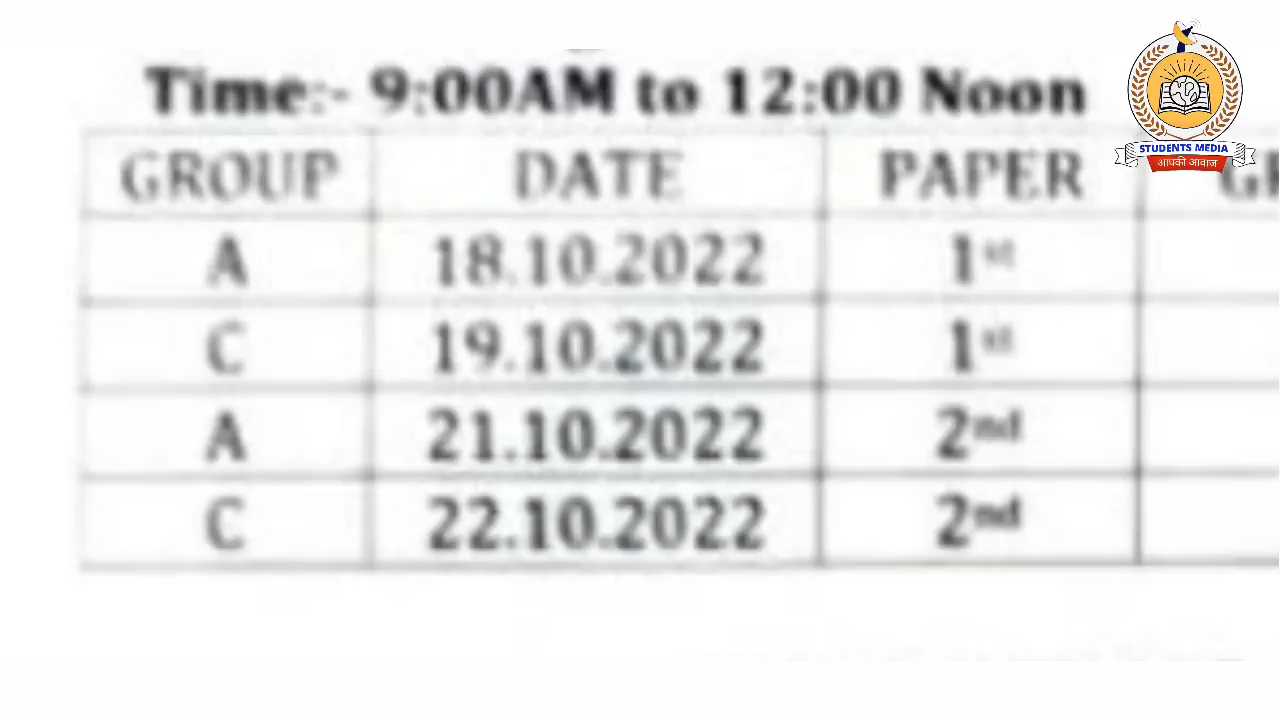 Time:- 9:00AM to 12:00 Noon
STUDENTS MEDIA
आपकी आवाज
GROUP DATE PAPER
A 18.10.2022 1st
C 19.10.2022 1st
A 21.10.2022 2nd
C 22.10.2022 2nd